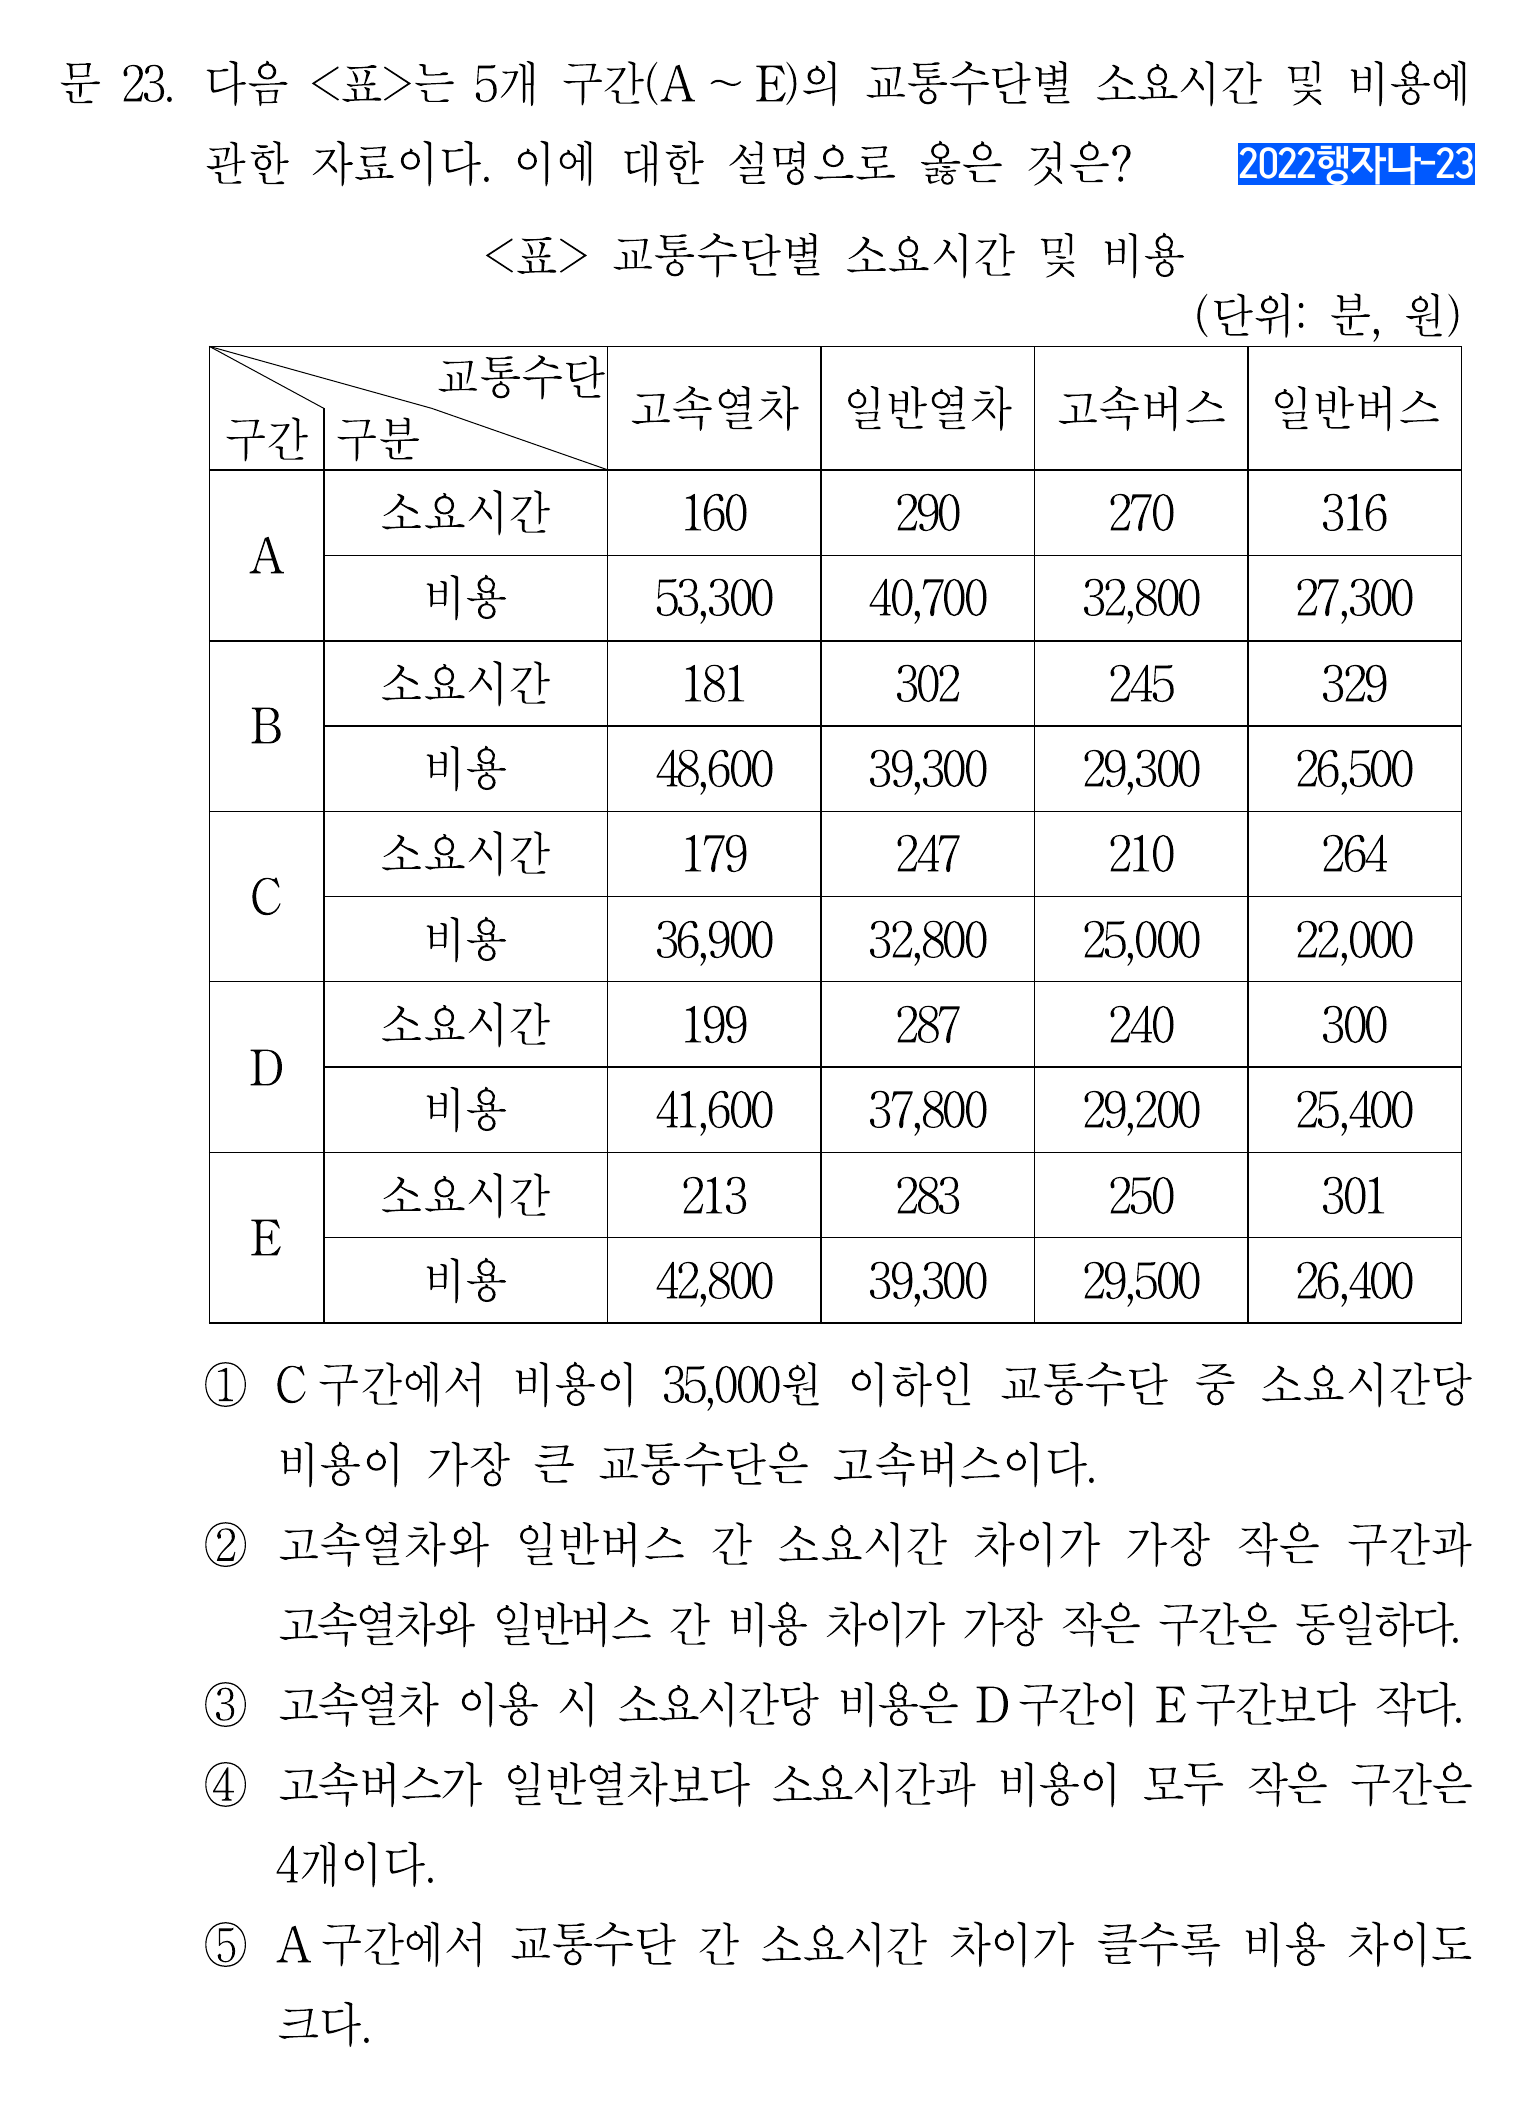 문 23. 다음 <표>는 5개 구간(A ~ E)의 교통수단별 소요시간 및 비용에
관한 자료이다. 이에 대한 설명으로 옳은 것은? 2022행자나-23
<표> 교통수단별 소요시간 및 비용
(단위: 분, 원)
교통수단
구간 구분 고속열차 일반열차 고속버스 일반버스
A 소요시간 160 290 270 316
비용 53,300 40,700 32,800 27,300
B 소요시간 181 302 245 329
비용 48,600 39,300 29,300 26,500
C 소요시간 179 247 210 264
비용 36,900 32,800 25,000 22,000
D 소요시간 199 287 240 300
비용 41,600 37,800 29,200 25,400
E 소요시간 213 283 250 301
비용 42,800 39,300 29,500 26,400
① C구간에서 비용이 35,000원 이하인 교통수단 중 소요시간당
비용이 가장 큰 교통수단은 고속버스이다.
② 고속열차와 일반버스 간 소요시간 차이가 가장 작은 구간과
고속열차와 일반버스 간 비용 차이가 가장 작은 구간은 동일하다.
③ 고속열차 이용 시 소요시간당 비용은 D구간이 E구간보다 작다.
④ 고속버스가 일반열차보다 소요시간과 비용이 모두 작은 구간은
4개이다.
⑤ A구간에서 교통수단 간 소요시간 차이가 클수록 비용 차이도
크다.